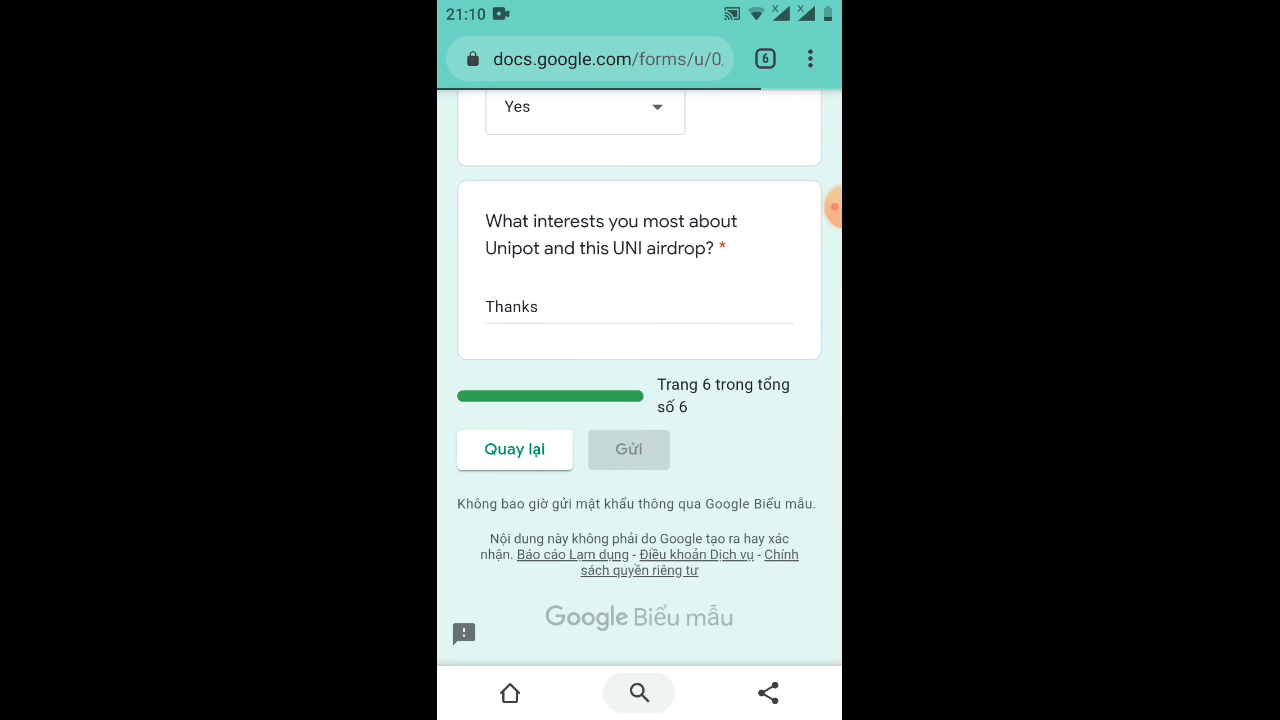 21:10
docs.google.com/forms/u/0
6
Yes
What interests you most about
Unipot and this UNI airdrop? *
Thanks
Trang 6 trong tổng
số 6
Quay lại
Gửi
Không bao giờ gửi mật khẩu thông qua Google Biểu mẫu.
Nội dung này không phải do Google tạo ra hay xác
nhận. Báo cáo Lạm dụng - Điều khoản Dịch vụ - Chính
sách quyền riêng tư
Google Biểu mẫu